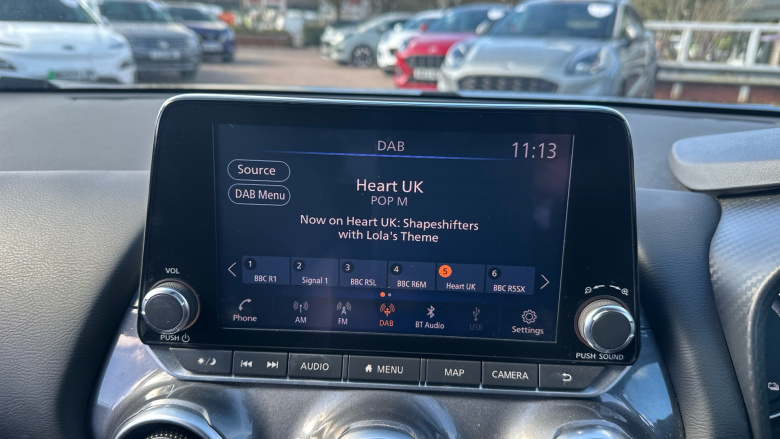 DAB
11:13
Source
DAB Menu
Heart UK
POP M
Now on Heart UK: Shapeshifters
with Lola's Theme
1
BBC R1
2
Signal 1
3
BBC R5L
4
BBC R6M
5
Heart UK
6
BBC R5SX
Phone
AM
FM
DAB
BT Audio
USB
Settings
VOL
PUSH
PUSH SOUND
AUDIO
MENU
MAP
CAMERA